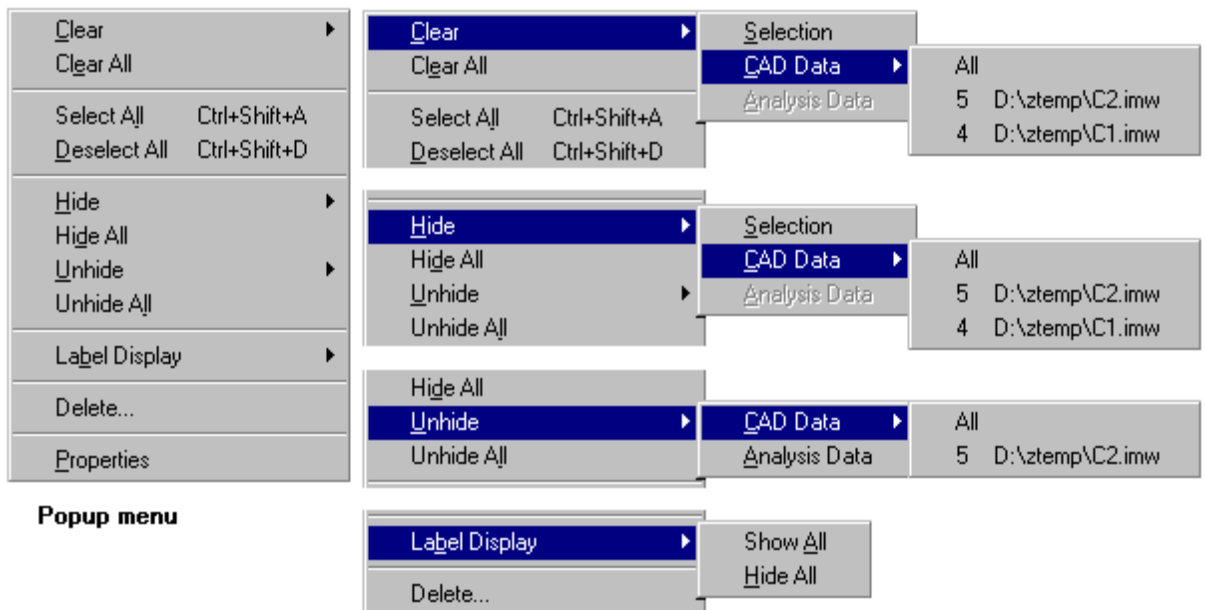 Clear
Clear All
Select All Ctrl+Shift+A
Deselect All Ctrl+Shift+D
Hide
Hide All
Unhide
Unhide All
Label Display
Delete...
Properties
Popup menu
Clear
Clear All
Select All Ctrl+Shift+A
Deselect All Ctrl+Shift+D
Selection
CAD Data
Analysis Data
All
5 D:\ztemp\C2.imw
4 D:\ztemp\C1.imw
Hide
Hide All
Unhide
Unhide All
Selection
CAD Data
Analysis Data
All
5 D:\ztemp\C2.imw
4 D:\ztemp\C1.imw
Hide All
Unhide
Unhide All
CAD Data
Analysis Data
All
5 D:\ztemp\C2.imw
Label Display
Delete...
Show All
Hide All